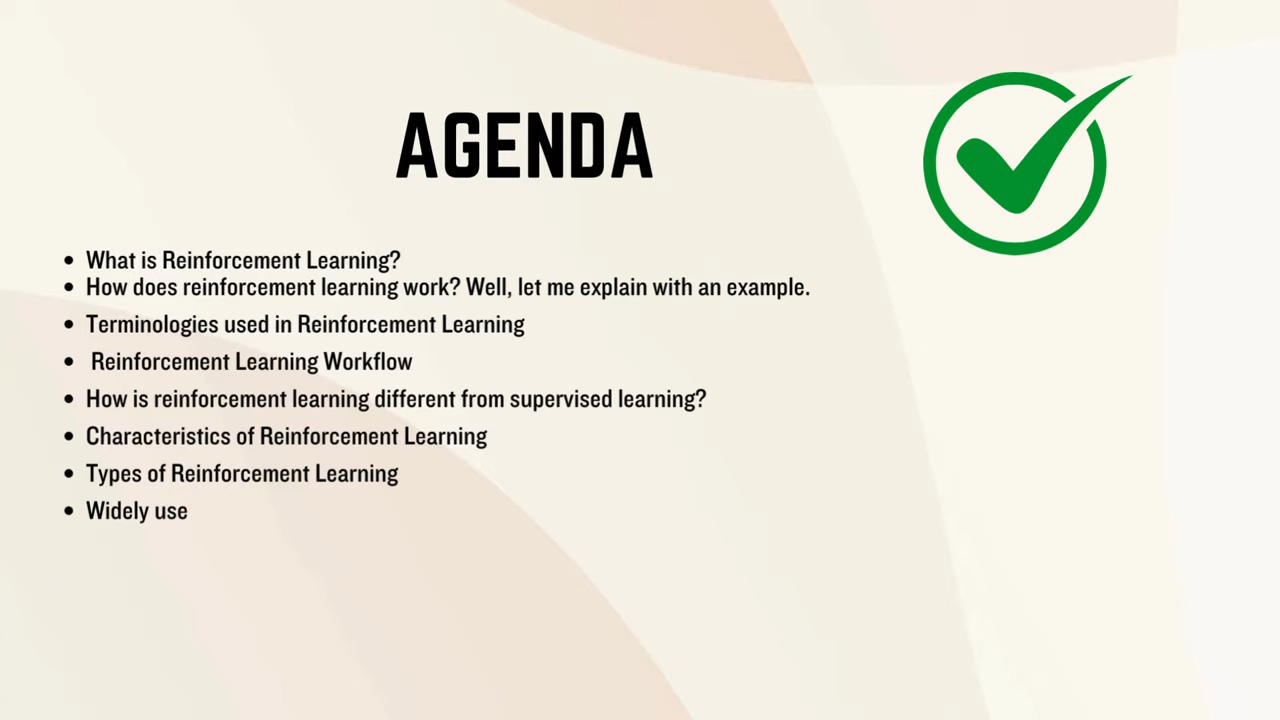 AGENDA
• What is Reinforcement Learning?
• How does reinforcement learning work? Well, let me explain with an example.
• Terminologies used in Reinforcement Learning
• Reinforcement Learning Workflow
• How is reinforcement learning different from supervised learning?
• Characteristics of Reinforcement Learning
• Types of Reinforcement Learning
• Widely use